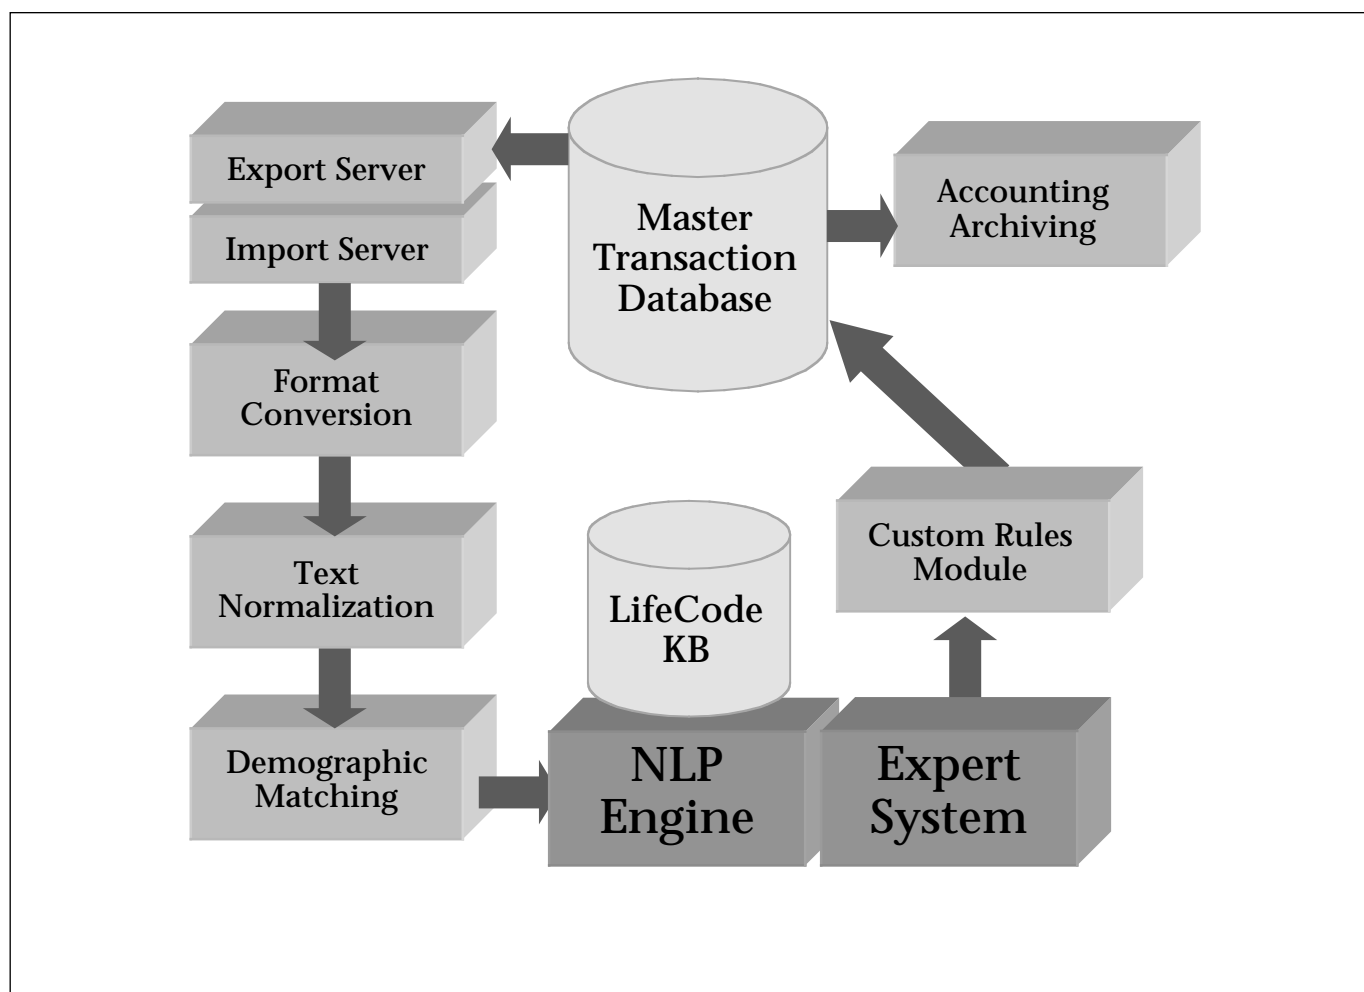 Export Server
Import Server
Format
Conversion
Text
Normalization
Demographic
Matching
Master
Transaction
Database
Accounting
Archiving
LifeCode
KB
NLP
Engine
Expert
System
Custom Rules
Module